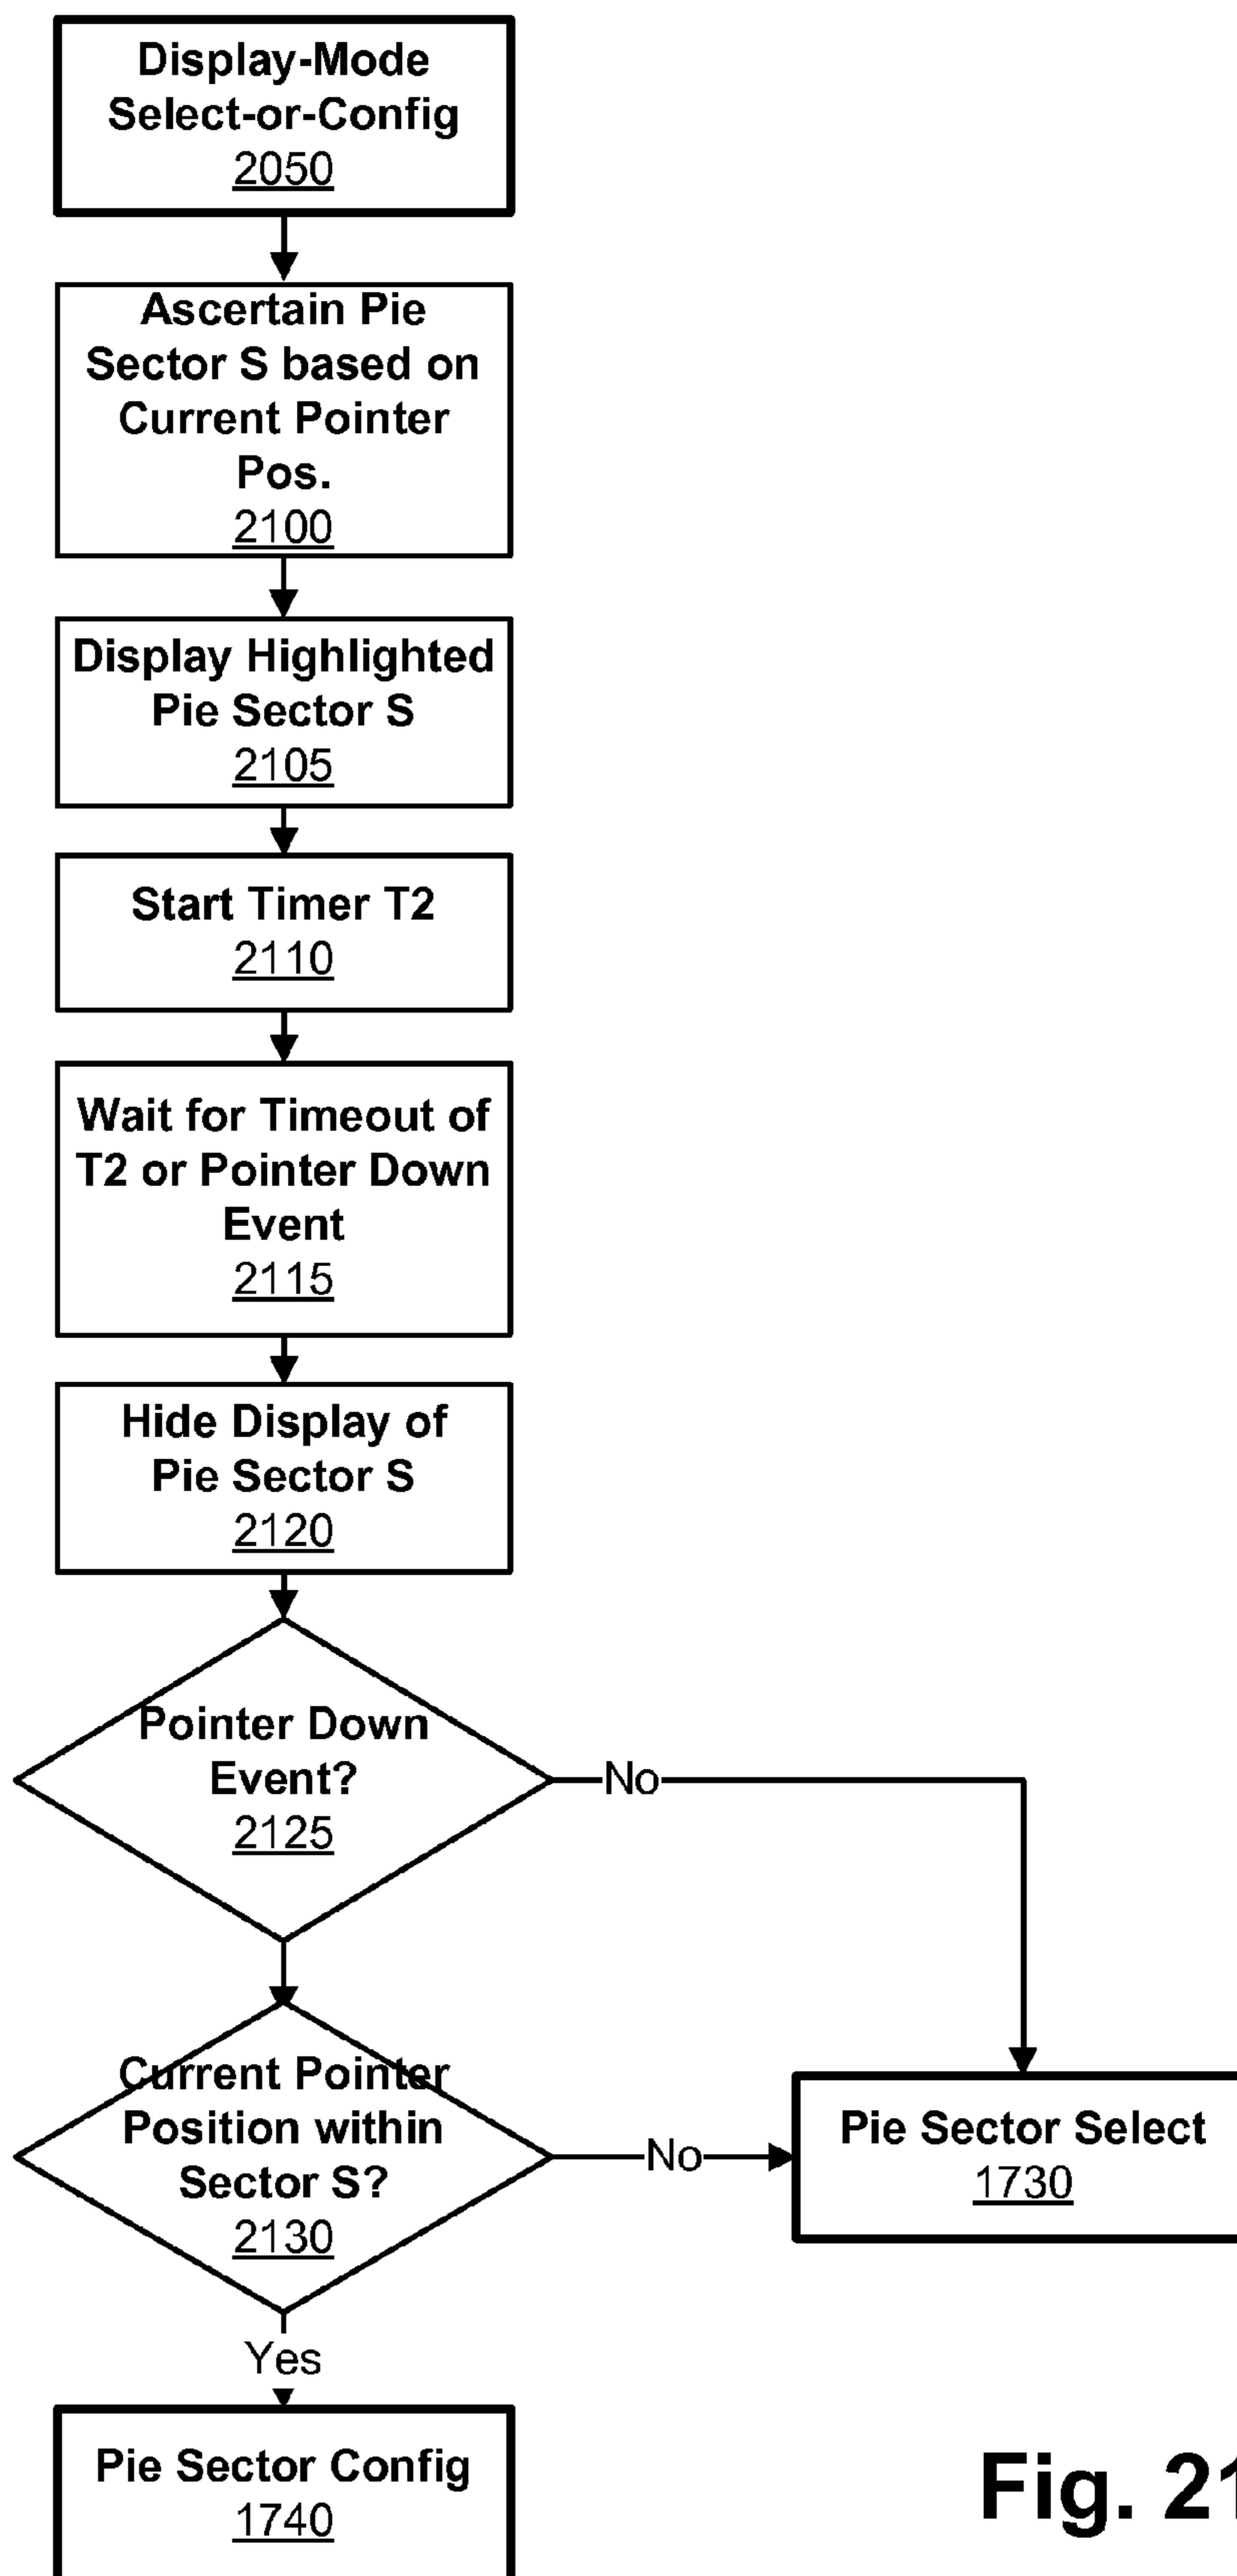 Display-Mode
Select-or-Config
2050
Ascertain Pie
Sector S based on
Current Pointer
Pos.
2100
Display Highlighted
Pie Sector S
2105
Start Timer T2
2110
Wait for Timeout of
T2 or Pointer Down
Event
2115
Hide Display of
Pie Sector S
2120
Pointer Down
Event?
2125
No
Current Pointer
Position within
Sector S?
2130
No
Pie Sector Select
1730
Yes
Pie Sector Config
1740
Fig. 21